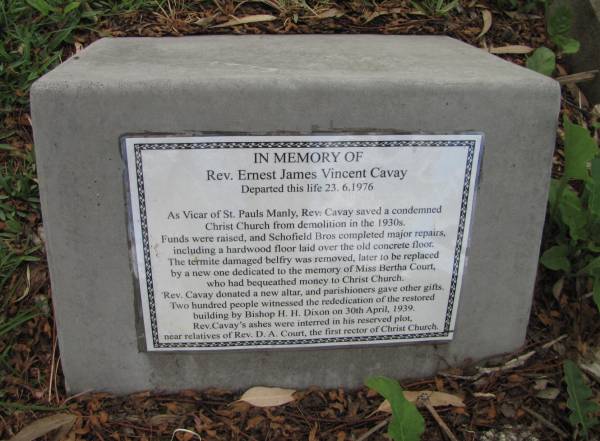 IN MEMORY OF
Rev. Ernest James Vincent Cavay
Departed this life 23. 6.1976
As Vicar of St. Pauls Manly, Rev. Cavay saved a condemned
Christ Church from demolition in the 1930s.
Funds were raised, and Schofield Bros completed major repairs,
including a hardwood floor laid over the old concrete floor.
The termite damaged belfry was removed, later to be replaced
by a new one dedicated to the memory of Miss Bertha Court,
who had bequeathed money to Christ Church.
'Rev. Cavay donated a new altar, and parishioners gave other gifts.
Two hundred people witnessed the rededication of the restored
building by Bishop H. H. Dixon on 30th April, 1939.
Rev.Cavay's ashes were interred in his reserved plot,
near relatives of Rev. D. A. Court, the first rector of Christ Church.